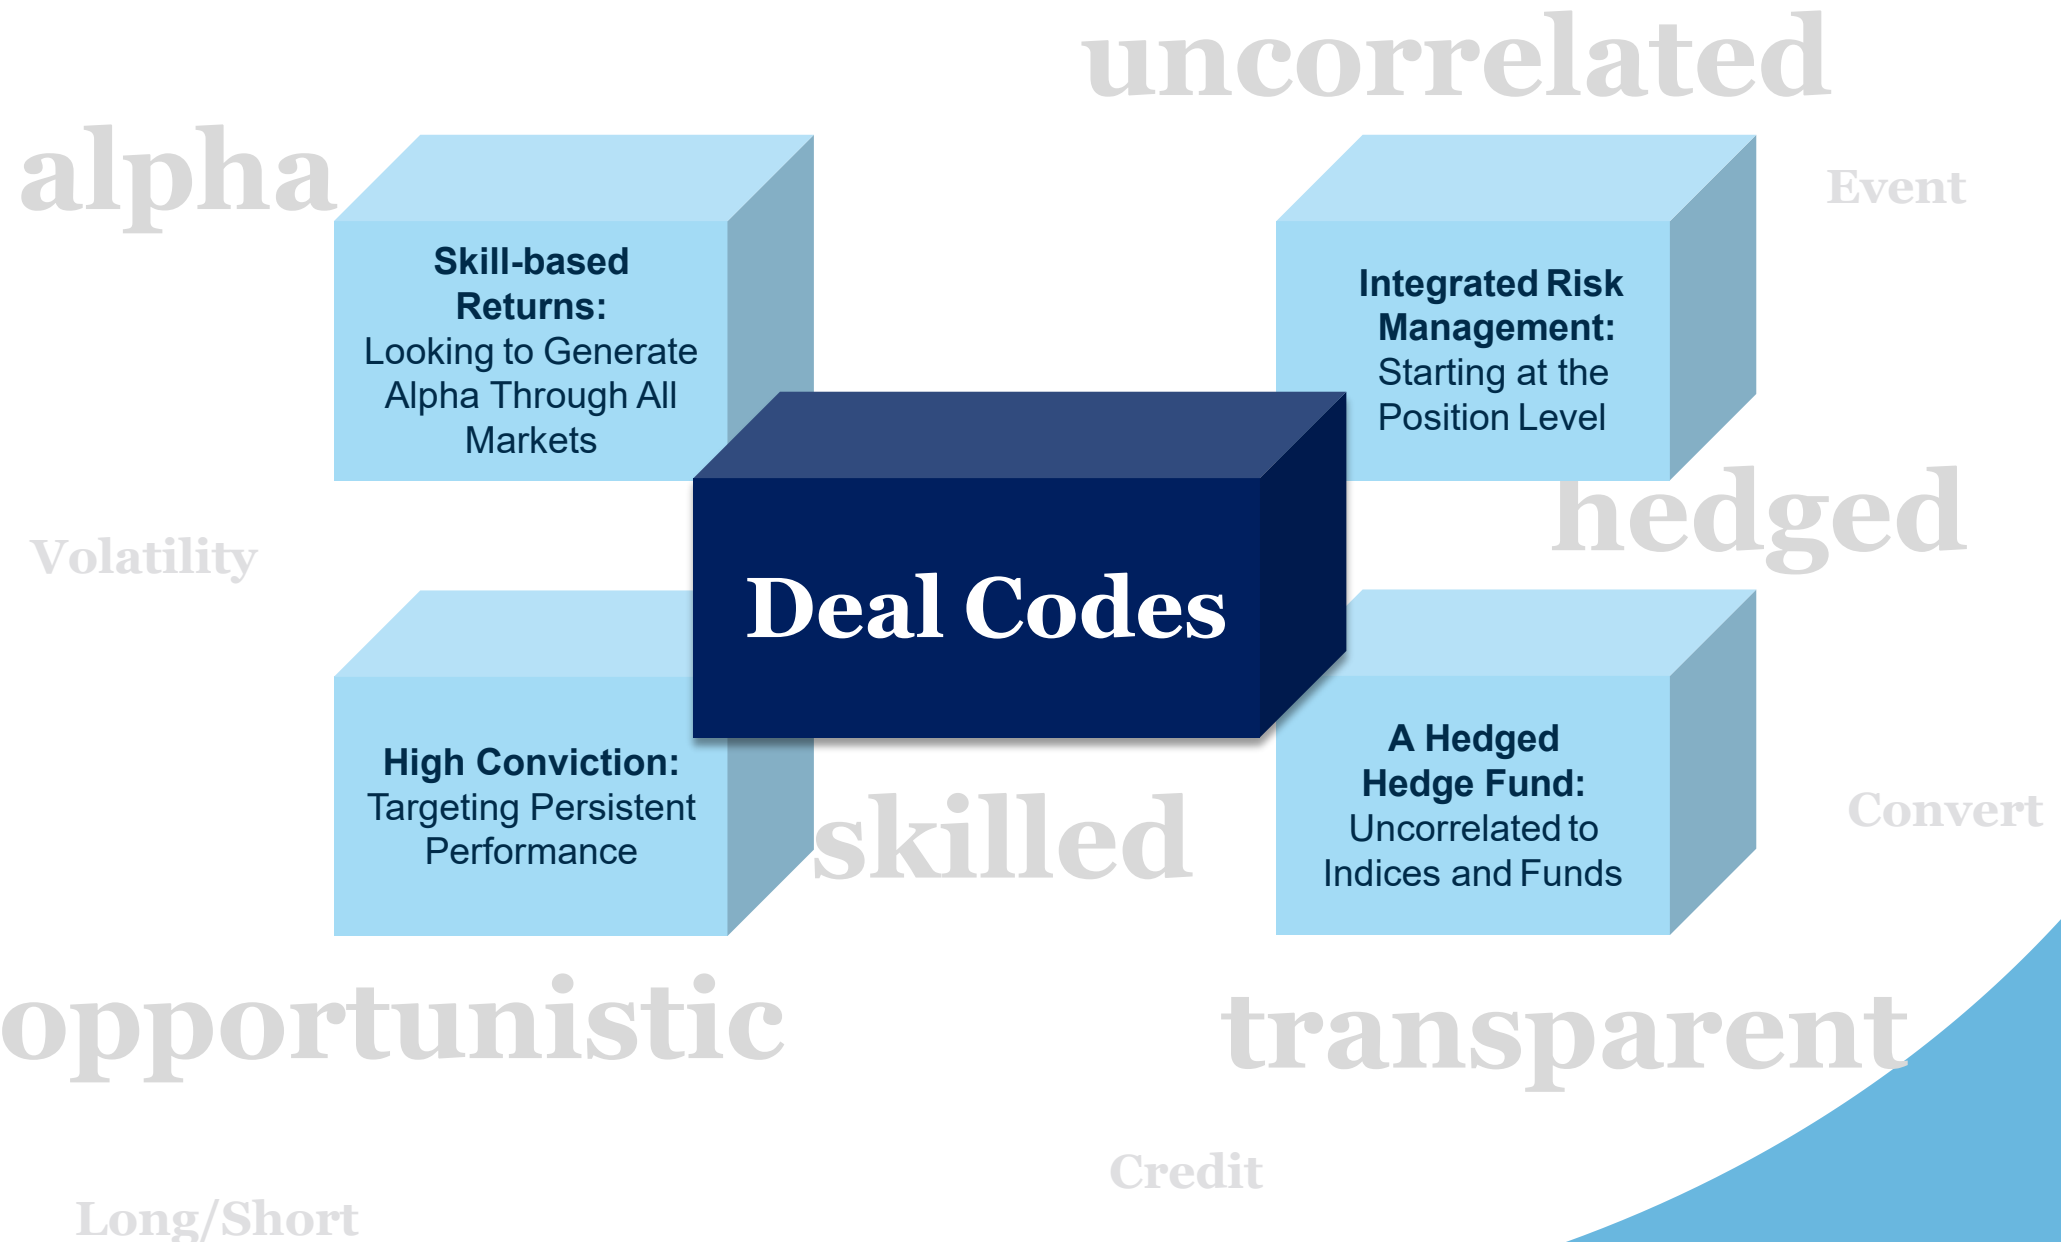 uncorrelated
alpha
Event
Skill-based
Returns:
Looking to Generate
Alpha Through All
Markets
Integrated Risk
Management:
Starting at the
Position Level
hedged
Volatility
Deal Codes
High Conviction:
Targeting Persistent
Performance
A Hedged
Hedge Fund:
Uncorrelated to
Indices and Funds
skilled
Convert
opportunistic
transparent
Credit
Long/Short